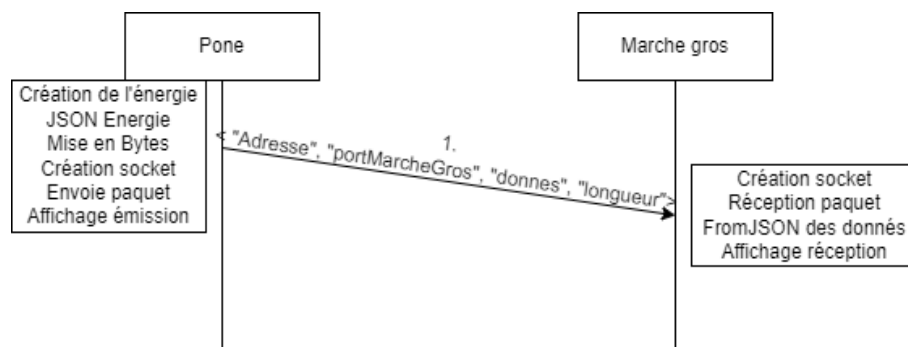 Pone
Marche gros
Création de l'énergie
JSON Energie
Mise en Bytes
Création socket
Envoie paquet
Affichage émission
1.
< "Adresse", "portMarcheGros", "donnes", "longueur">
Création socket
Réception paquet
FromJSON des donnés
Affichage réception